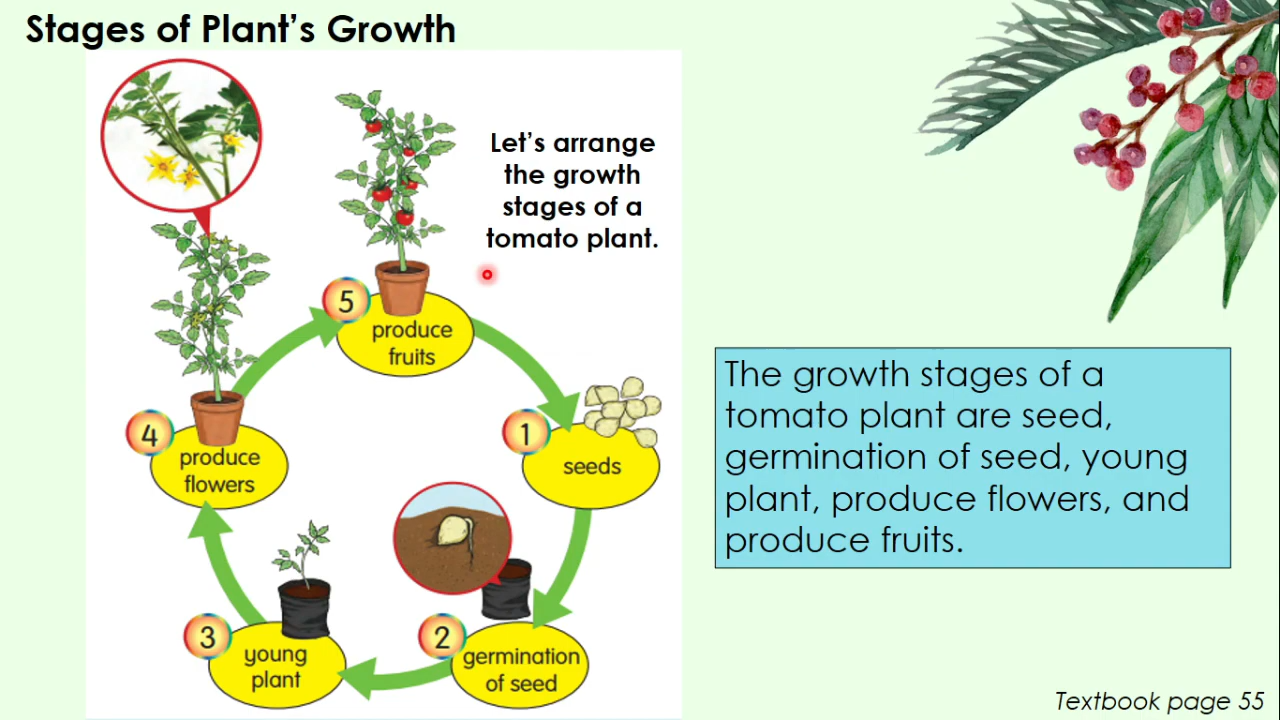 Stages of Plant’s Growth
Let’s arrange
the growth
stages of a
tomato plant.
5
produce
fruits
1
seeds
4
produce
flowers
3
young
plant
2
germination
of seed
The growth stages of a
tomato plant are seed,
germination of seed, young
plant, produce flowers, and
produce fruits.
Textbook page 55